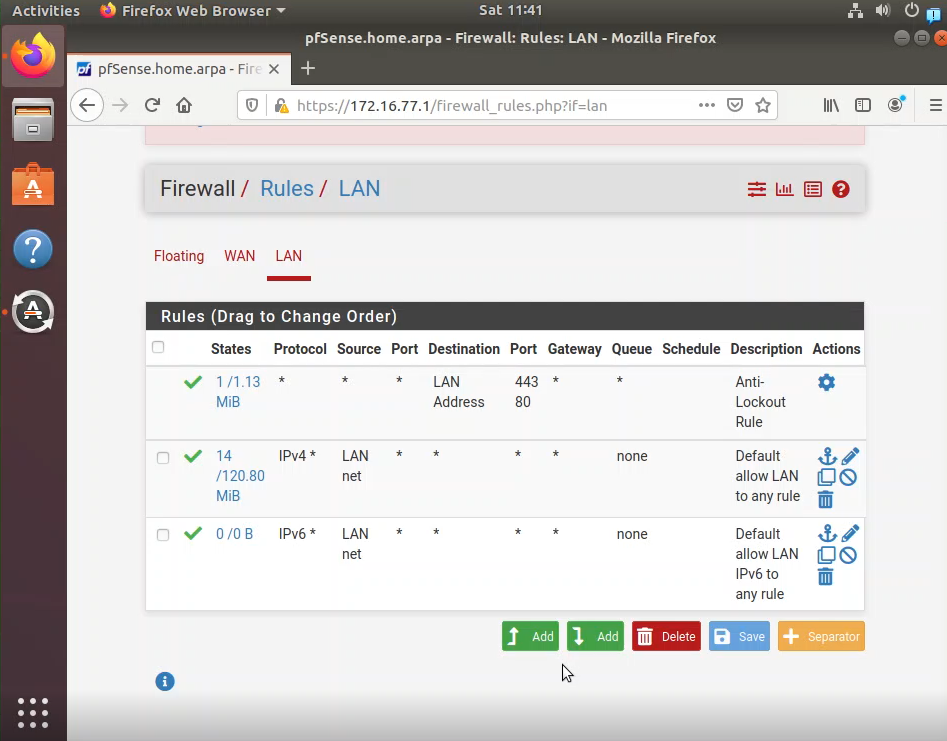 Activities Firefox Web Browser Sat 11:41
pfSense.home.arpa - Firewall: Rules: LAN - Mozilla Firefox
pf pfSense.home.arpa - Fire
https://172.16.77.1/firewall_rules.php?if=lan
Firewall / Rules / LAN
Floating WAN LAN
Rules (Drag to Change Order)
States Protocol Source Port Destination Port Gateway Queue Schedule Description Actions
1 /1.13 * * * LAN 443 * * Anti-
MiB Address 80 Lockout
Rule
14 IPv4 * LAN * * * * none Default
/120.80 net allow LAN
MiB to any rule
0 /0 B IPv6 * LAN * * * * none Default
net allow LAN
IPv6 to
any rule
Add Add Delete Save Separator